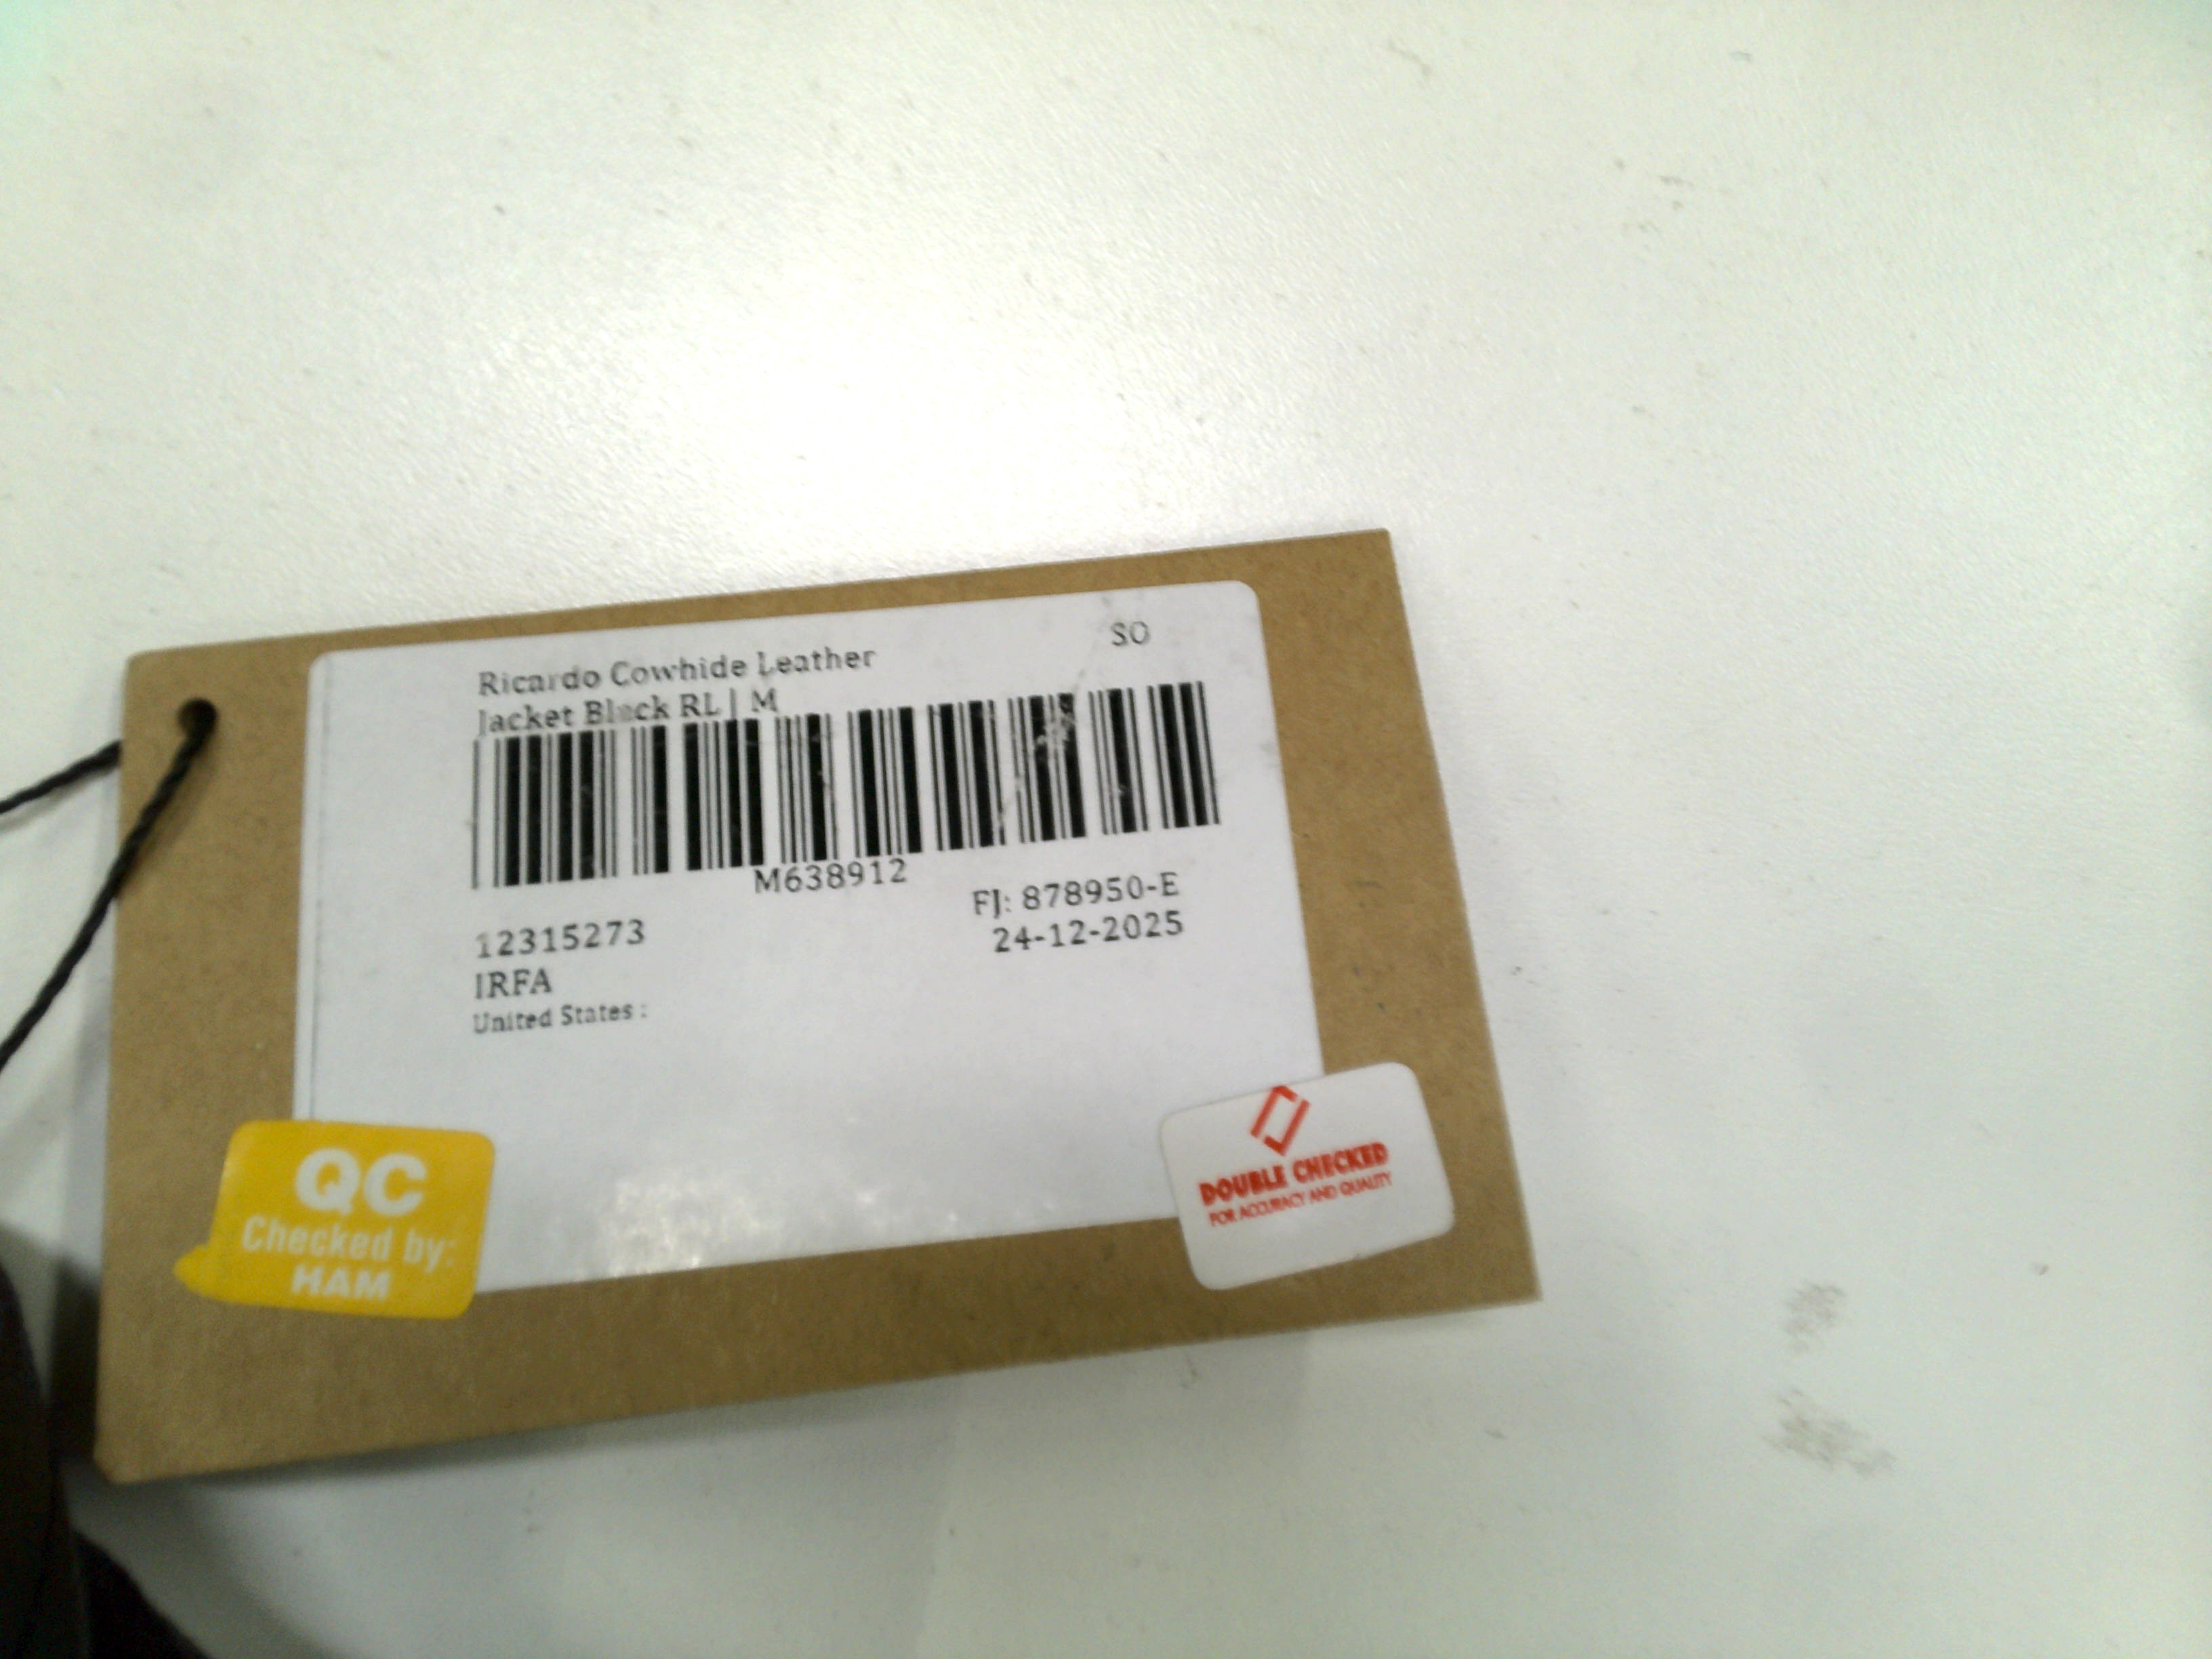 SO
Ricardo Cowhide Leather
Jacket Black RL | M
M638912
FJ: 878950-E
12315273
24-12-2025
IRFA
United States :
QC
Checked by:
HAM
DOUBLE CHECKED
FOR ACCURACY AND QUALITY